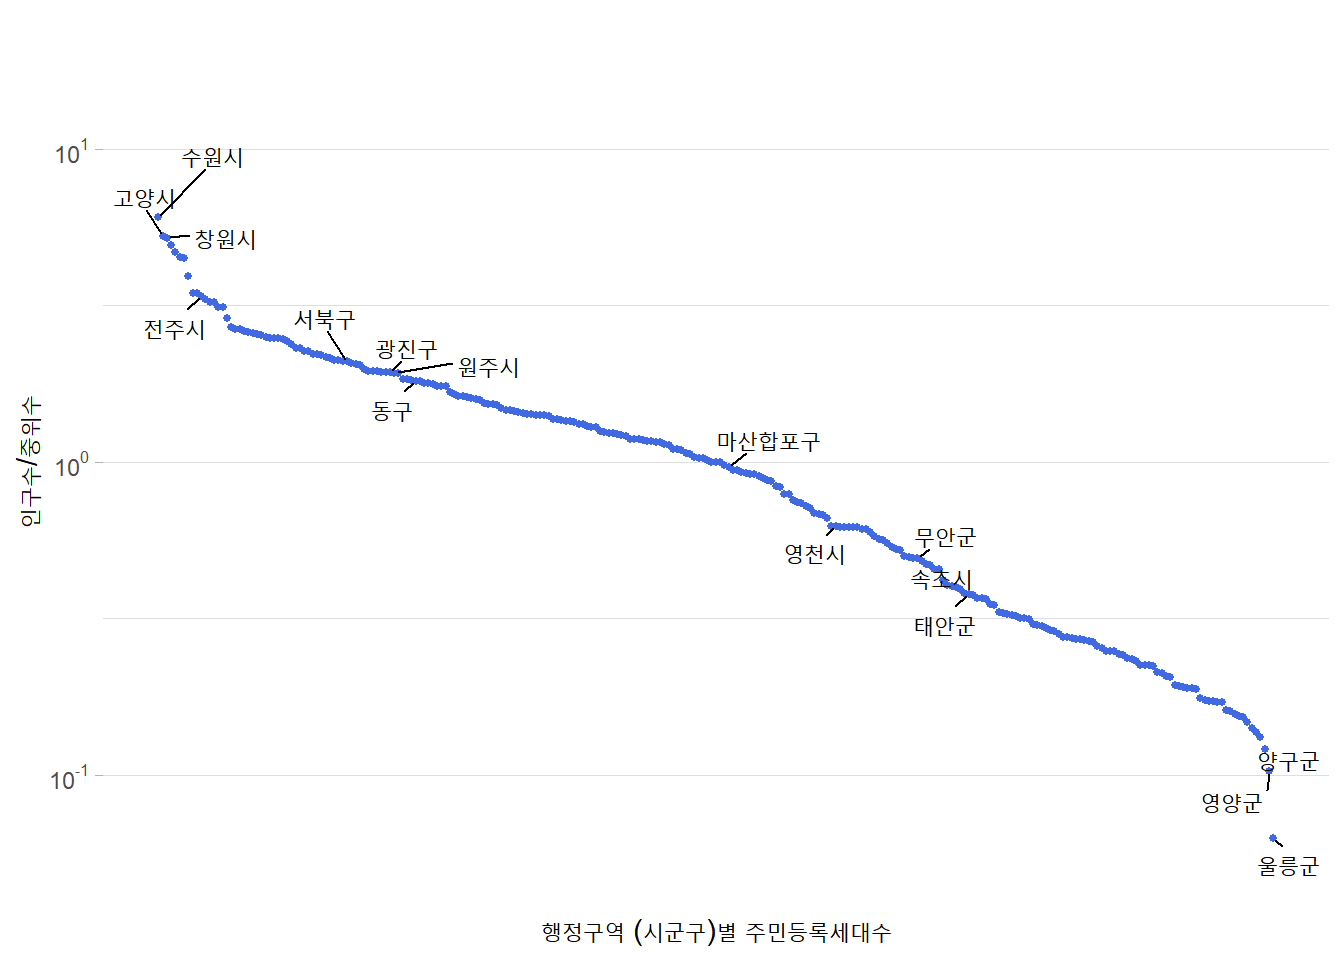 10¹
수원시
고양시
창원시
전주시
서북구
광진구
원주시
동구
인구수/중위수
10⁰
마산합포구
영천시
무안군
속초시
태안군
10⁻¹
양구군
영양군
울릉군
행정구역 (시군구)별 주민등록세대수